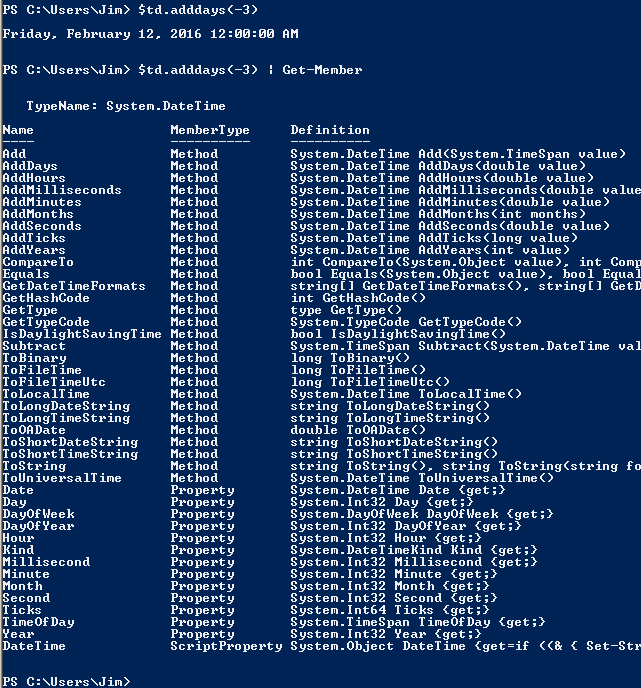 PS C:\Users\Jim> $td.adddays(-3)
Friday, February 12, 2016 12:00:00 AM
PS C:\Users\Jim> $td.adddays(-3) | Get-Member
TypeName: System.DateTime
Name MemberType Definition
---- ---------- ----------
Add Method System.DateTime Add(System.TimeSpan value)
AddDays Method System.DateTime AddDays(double value)
AddHours Method System.DateTime AddHours(double value)
AddMilliseconds Method System.DateTime AddMilliseconds(double value
AddMinutes Method System.DateTime AddMinutes(double value)
AddMonths Method System.DateTime AddMonths(int months)
AddSeconds Method System.DateTime AddSeconds(double value)
AddTicks Method System.DateTime AddTicks(long value)
AddYears Method System.DateTime AddYears(int value)
CompareTo Method int CompareTo(System.Object value), int Comp
Equals Method bool Equals(System.Object value), bool Equal
GetDateTimeFormats Method string[] GetDateTimeFormats(), string[] GetD
GetHashCode Method int GetHashCode()
GetType Method type GetType()
GetTypeCode Method System.TypeCode GetTypeCode()
IsDaylightSavingTime Method bool IsDaylightSavingTime()
Subtract Method System.TimeSpan Subtract(System.DateTime val
ToBinary Method long ToBinary()
ToFileTime Method long ToFileTime()
ToFileTimeUtc Method long ToFileTimeUtc()
ToLocalTime Method System.DateTime ToLocalTime()
ToLongDateString Method string ToLongDateString()
ToLongTimeString Method string ToLongTimeString()
ToOADate Method double ToOADate()
ToShortDateString Method string ToShortDateString()
ToShortTimeString Method string ToShortTimeString()
ToString Method string ToString(), string ToString(string fo
ToUniversalTime Method System.DateTime ToUniversalTime()
Date Property System.DateTime Date {get;}
Day Property System.Int32 Day {get;}
DayOfWeek Property System.DayOfWeek DayOfWeek {get;}
DayOfYear Property System.Int32 DayOfYear {get;}
Hour Property System.Int32 Hour {get;}
Kind Property System.DateTimeKind Kind {get;}
Millisecond Property System.Int32 Millisecond {get;}
Minute Property System.Int32 Minute {get;}
Month Property System.Int32 Month {get;}
Second Property System.Int32 Second {get;}
Ticks Property System.Int64 Ticks {get;}
TimeOfDay Property System.TimeSpan TimeOfDay {get;}
Year Property System.Int32 Year {get;}
DateTime ScriptProperty System.Object DateTime {get=if ((& { Set-Str
PS C:\Users\Jim>